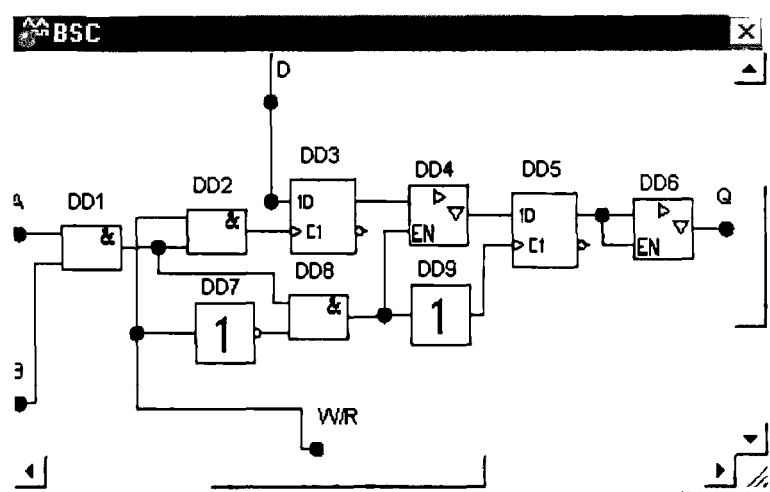 BSC
D
DD3
DD4
DD5
DD6
Q
DD2
DD1
A
&
&
1D
C1
EN
1D
C1
EN
DD7
DD8
DD9
&
1
1
B
W/R